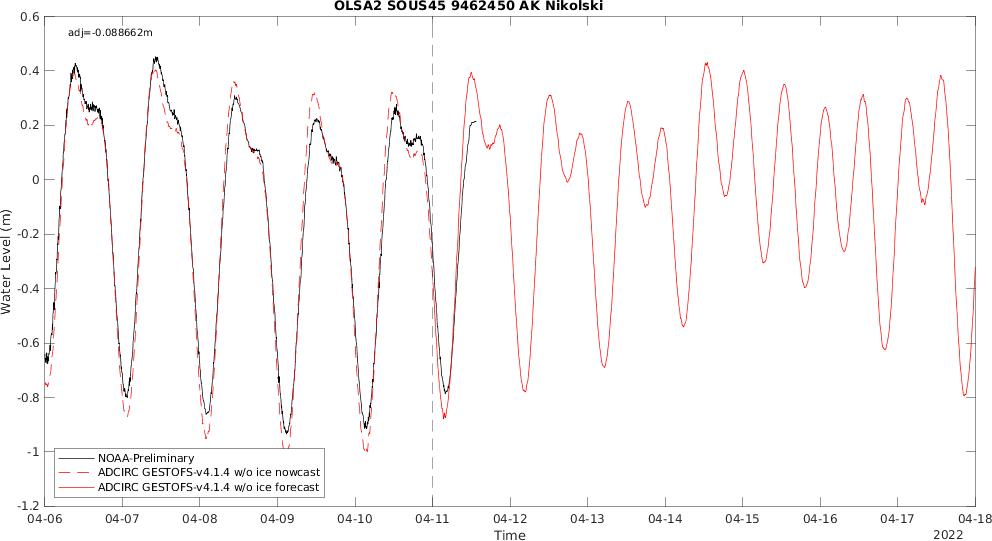 OLSA2 SOUS45 9462450 AK Nikolski
adj=-0.088662m
0.6
0.4
0.2
0
-0.2
-0.4
-0.6
-0.8
-1
-1.2
Water Level (m)
NOAA-Preliminary
ADCIRC GESTOFS-v4.1.4 w/o ice nowcast
ADCIRC GESTOFS-v4.1.4 w/o ice forecast
04-06 04-07 04-08 04-09 04-10 04-11 04-12 04-13 04-14 04-15 04-16 04-17 04-18
Time
2022